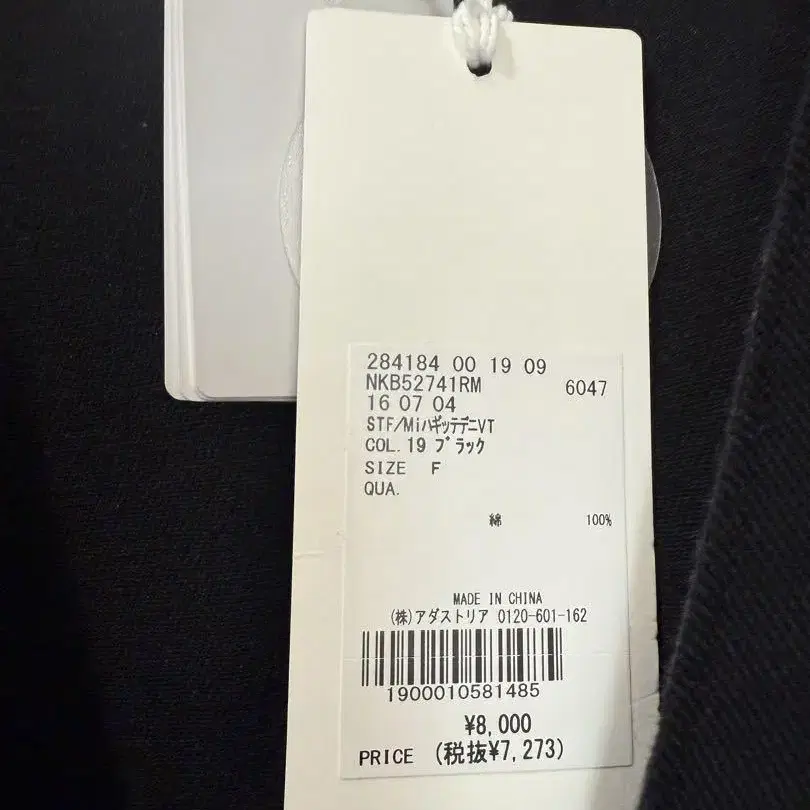 284184 00 19 09
NKB52741RM 6047
16 07 04
STF/MiﾊｷﾞｯﾃﾃﾞﾆVT
COL.19 ﾌﾞﾗｯｸ
SIZE F
QUA.
綿 100%
MADE IN CHINA
(株)アダストリア 0120-601-162
1900010581485
¥8,000
PRICE (税抜¥7,273)